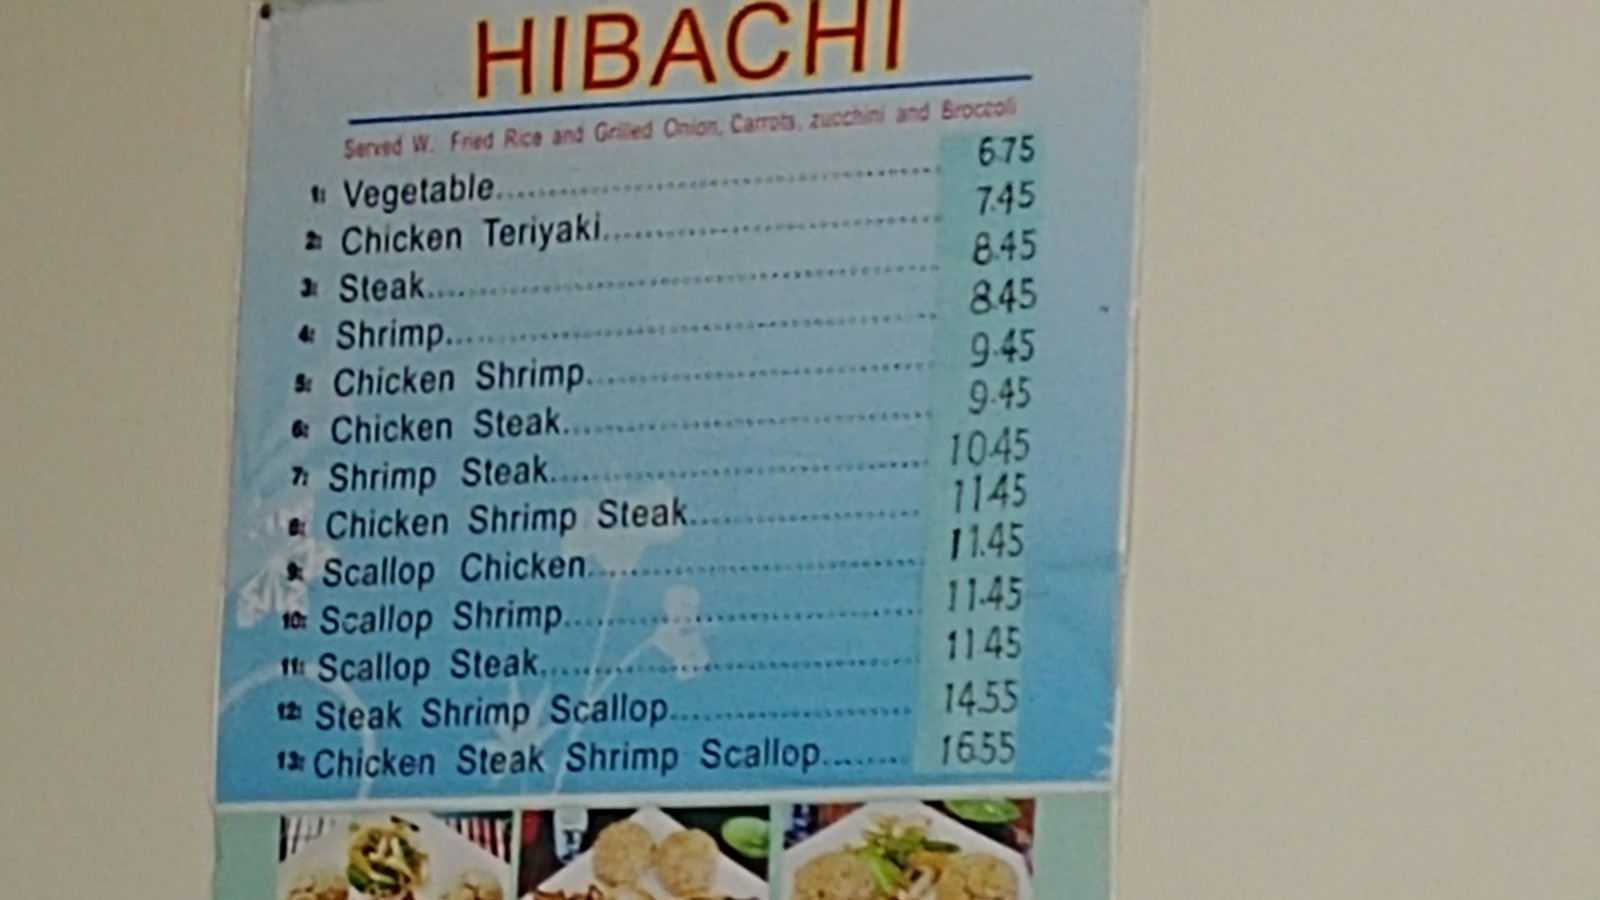 HIBACHI
Served W. Fried Rice and Grilled Onion, Carrots, zucchini and Broccoli
1: Vegetable 6.75
2: Chicken Teriyaki 7.45
3: Steak 8.45
4: Shrimp 8.45
5: Chicken Shrimp 9.45
6: Chicken Steak 9.45
7: Shrimp Steak 10.45
8: Chicken Shrimp Steak 11.45
9: Scallop Chicken 11.45
10: Scallop Shrimp 11.45
11: Scallop Steak 11.45
12: Steak Shrimp Scallop 14.55
13: Chicken Steak Shrimp Scallop 16.55